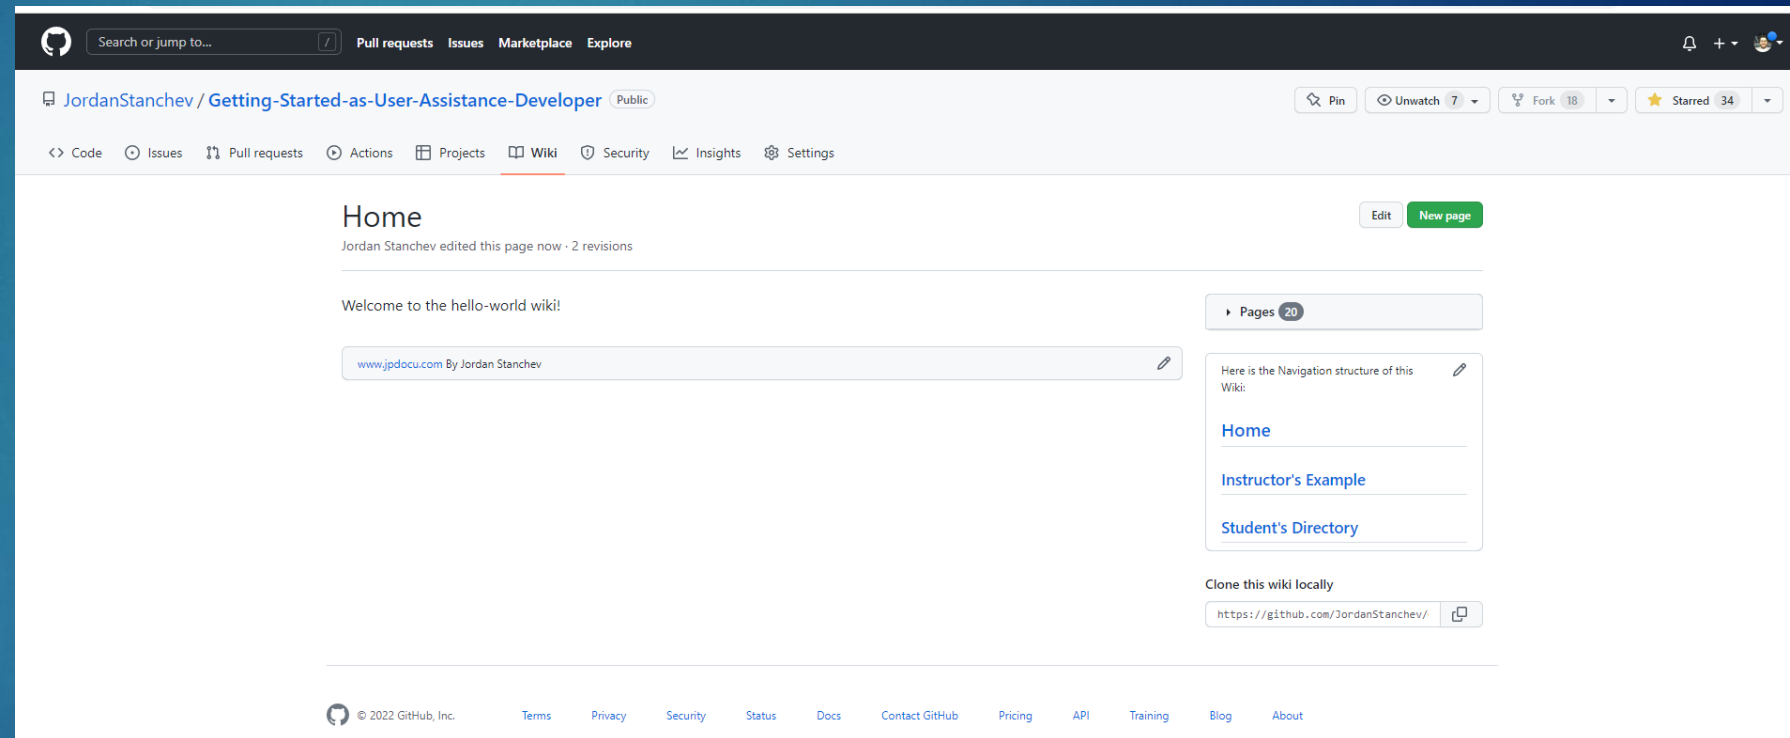 Search or jump to... /
Pull requests Issues Marketplace Explore
JordanStanchev / Getting-Started-as-User-Assistance-Developer Public
Pin Unwatch 7 Fork 18 Starred 34
Code Issues Pull requests Actions Projects Wiki Security Insights Settings
Home
Edit New page
Jordan Stanchev edited this page now · 2 revisions
Welcome to the hello-world wiki!
www.jpdocu.com By Jordan Stanchev
Pages 20
Here is the Navigation structure of this
Wiki:
Home
Instructor's Example
Student's Directory
Clone this wiki locally
https://github.com/JordanStanchev/
© 2022 GitHub, Inc. Terms Privacy Security Status Docs Contact GitHub Pricing API Training Blog About